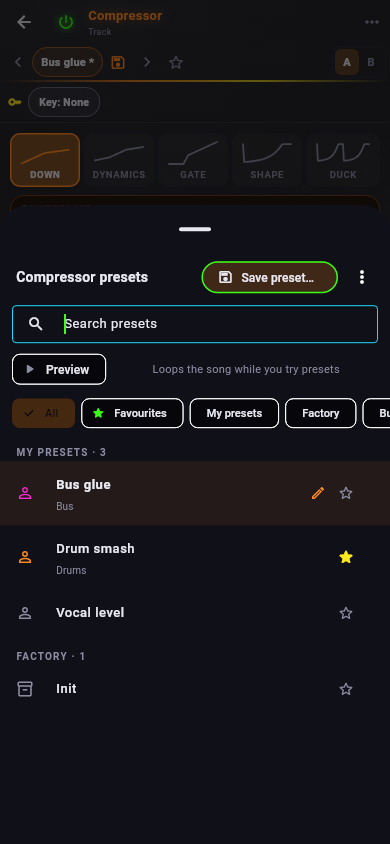 Compressor
Track
Bus glue *
A
B
Key: None
DOWN
DYNAMICS
GATE
SHAPE
DUCK
Compressor presets
Save preset...
Search presets
Preview
Loops the song while you try presets
All
Favourites
My presets
Factory
Bu
MY PRESETS · 3
Bus glue
Bus
Drum smash
Drums
Vocal level
FACTORY · 1
Init